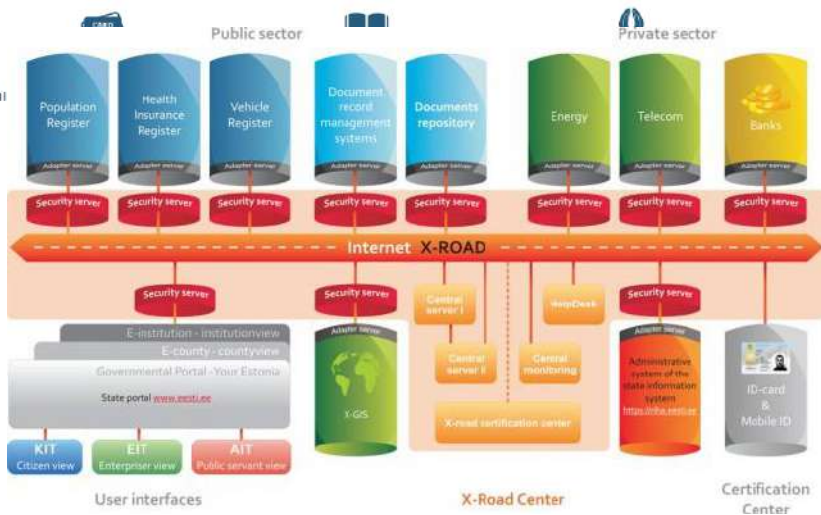 CARD
Public sector
Private sector
Population
Register
Health
Insurance
Register
Vehicle
Register
Document
record
management
systems
Documents
repository
Energy
Telecom
Banks
Adapter server
Adapter server
Adapter server
Adapter server
Adapter server
Adapter server
Adapter server
Adapter server
Security server
Security server
Security server
Security server
Security server
Security server
Security server
Security server
Internet X-ROAD
Security server
Security server
Central
server I
HelpDesk
Security server
E-institution - institutionview
E-county - countyview
Governmental Portal -Your Estonia
State portal www.eesti.ee
Adapter server
X-GIS
Central
server II
Central
monitoring
X-road certification center
Adapter server
Administrative
system of the
state information
system
https://riha.eesti.ee
ID-card
&
Mobile ID
KIT
Citizen view
EIT
Enterpriser view
AIT
Public servant view
User interfaces
X-Road Center
Certification
Center